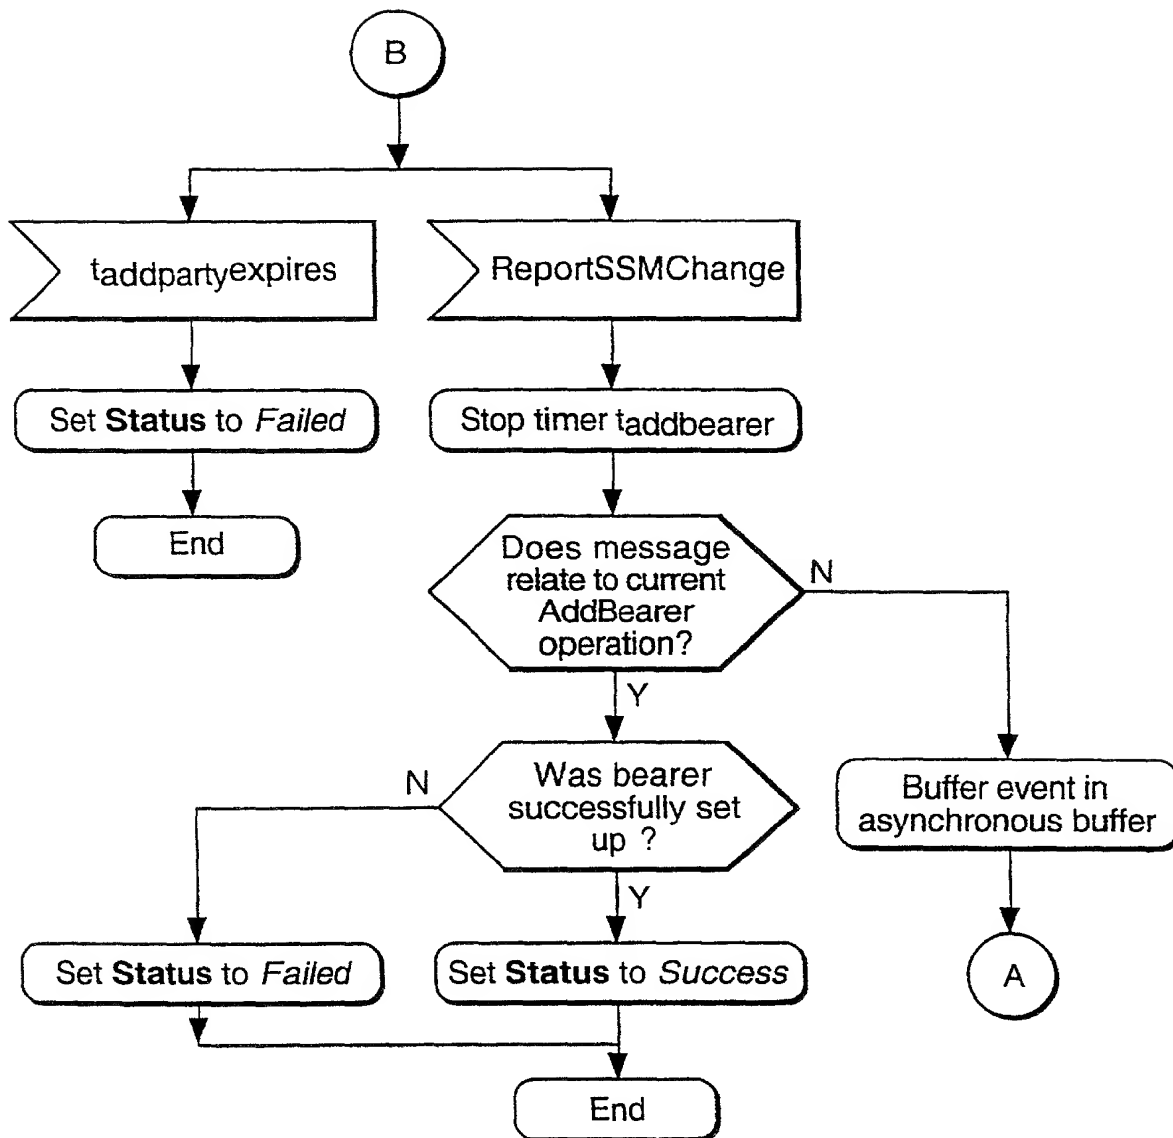 B
taddpartyexpires
ReportSSMChange
Set Status to Failed
Stop timer taddbearer
End
Does message
relate to current
AddBearer
operation?
N
Y
Was bearer
successfully set
up ?
N
Y
Buffer event in
asynchronous buffer
Set Status to Failed
Set Status to Success
A
End